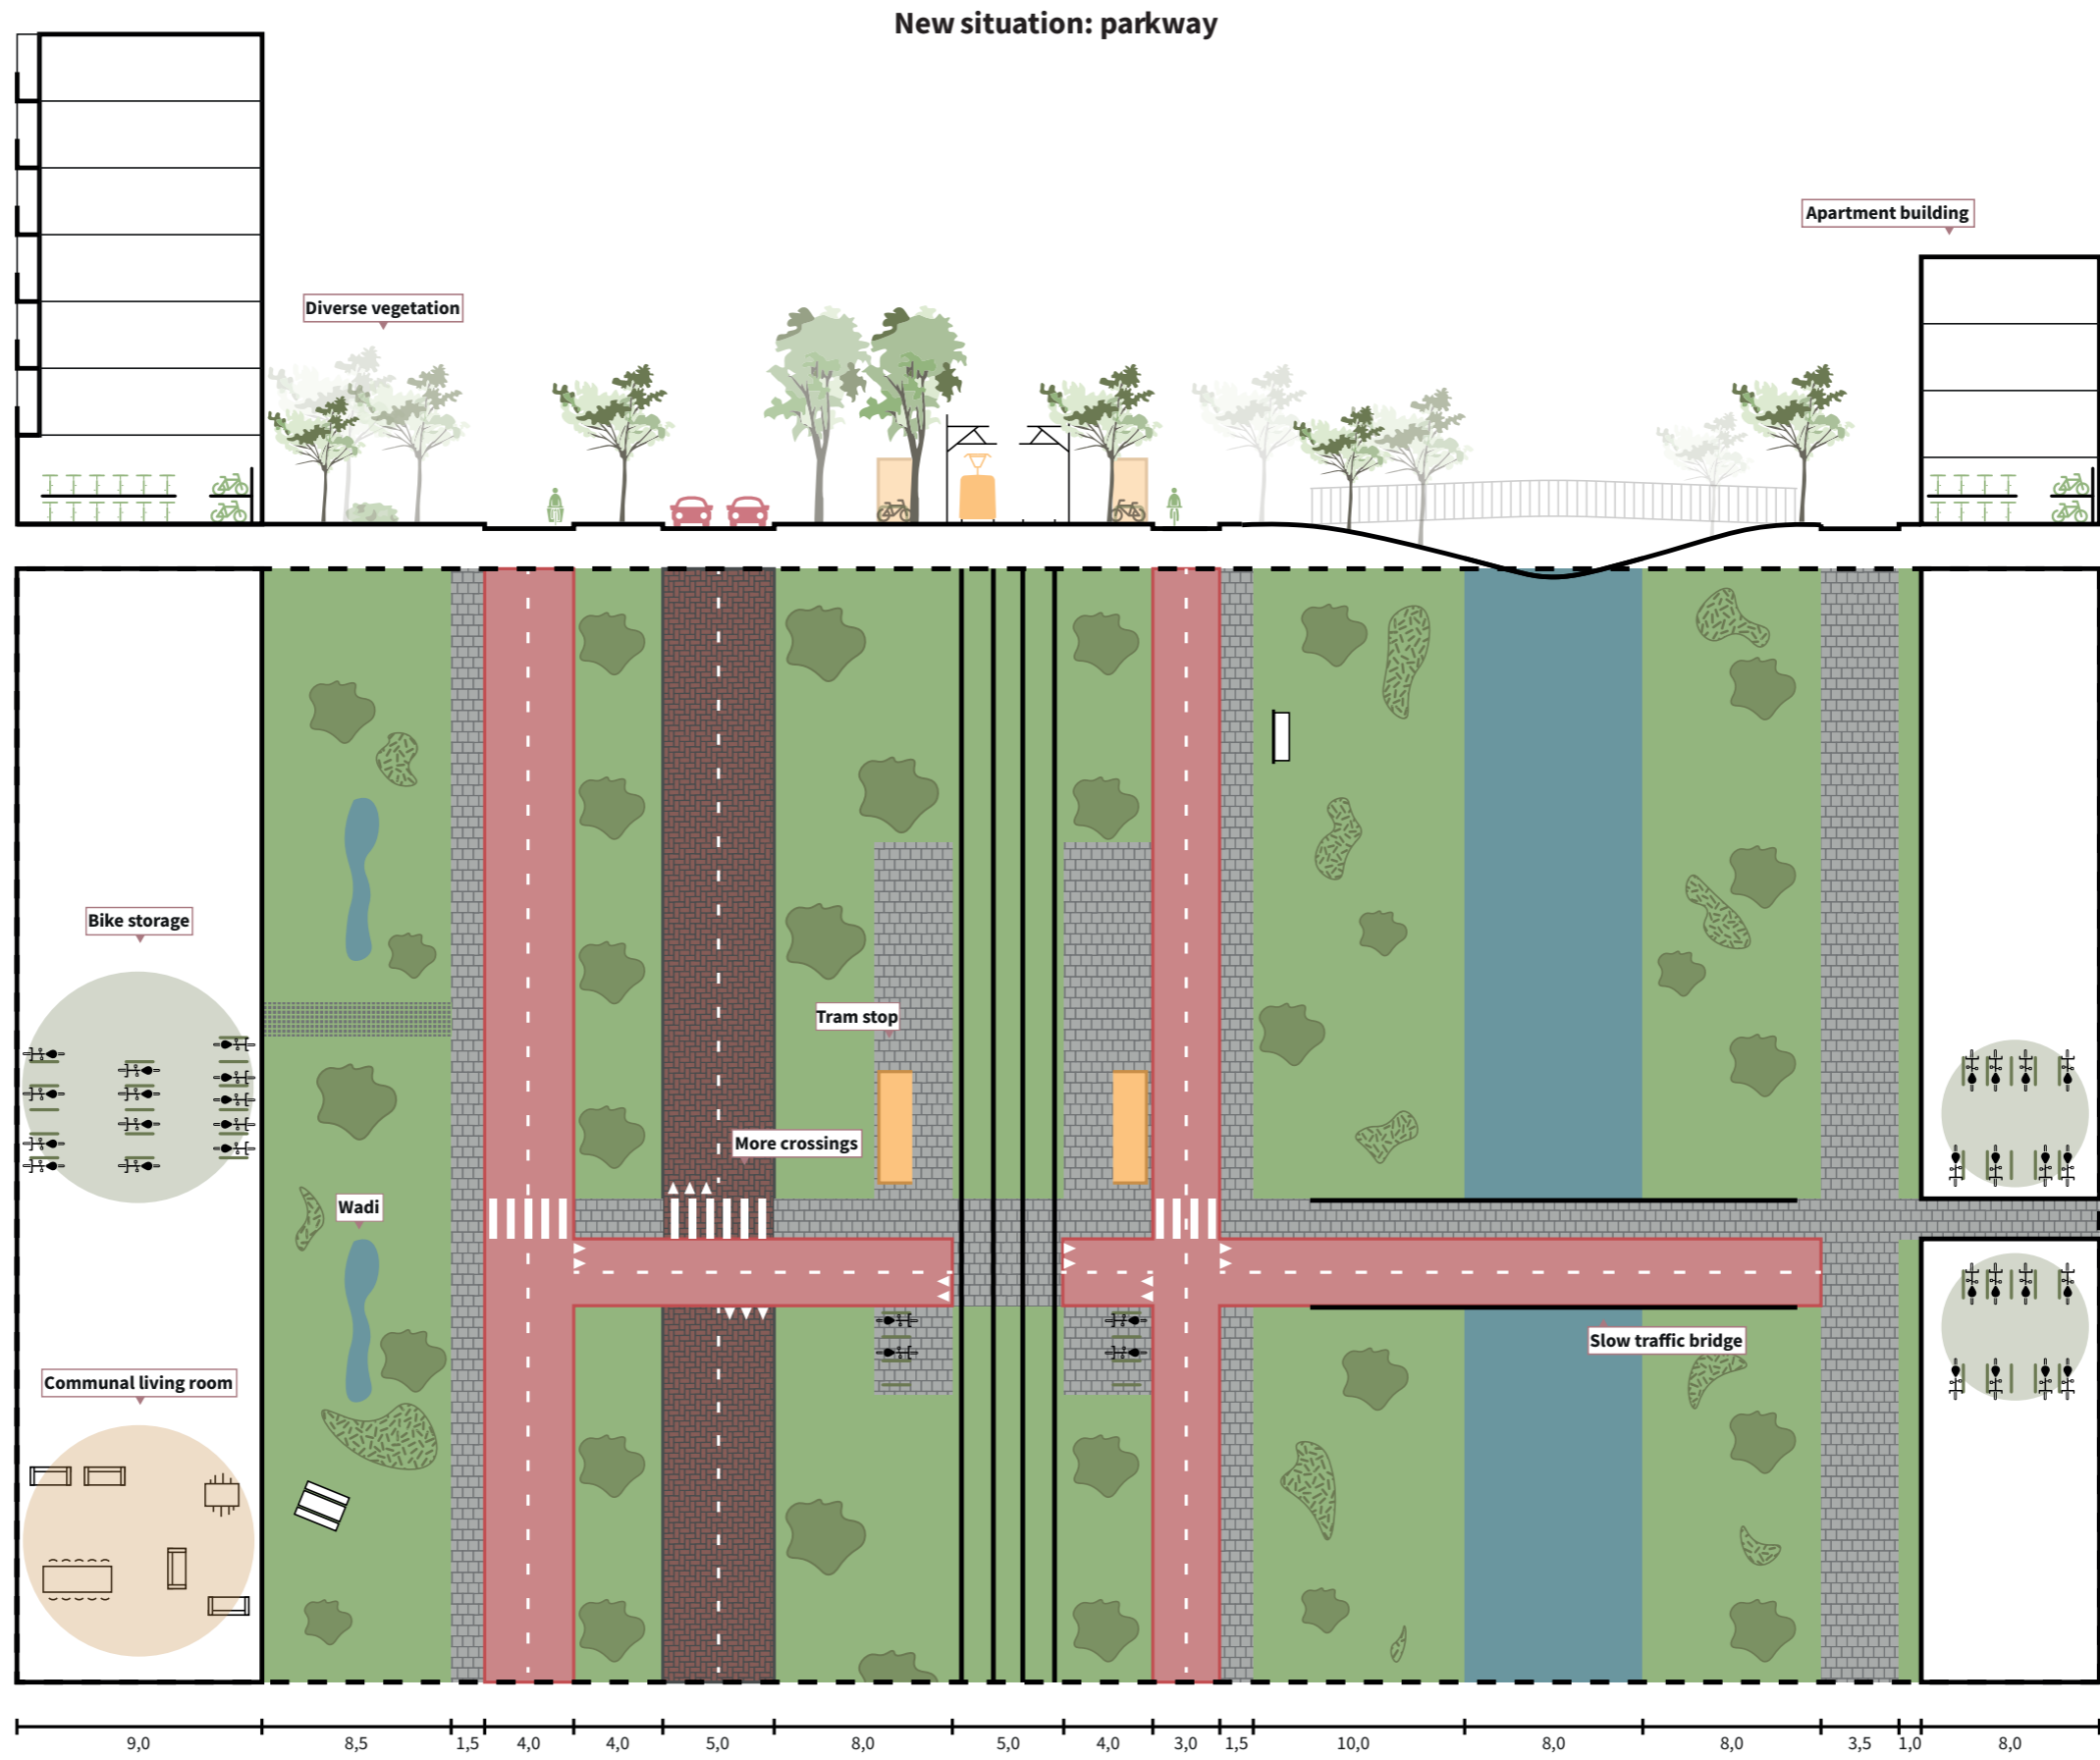 New situation: parkway
Apartment building
Diverse vegetation
Bike storage
Tram stop
More crossings
Wadi
Slow traffic bridge
Communal living room
9,0 8,5 1,5 4,0 4,0 5,0 8,0 5,0 4,0 3,0 1,5 10,0 8,0 8,0 3,5 1,0 8,0